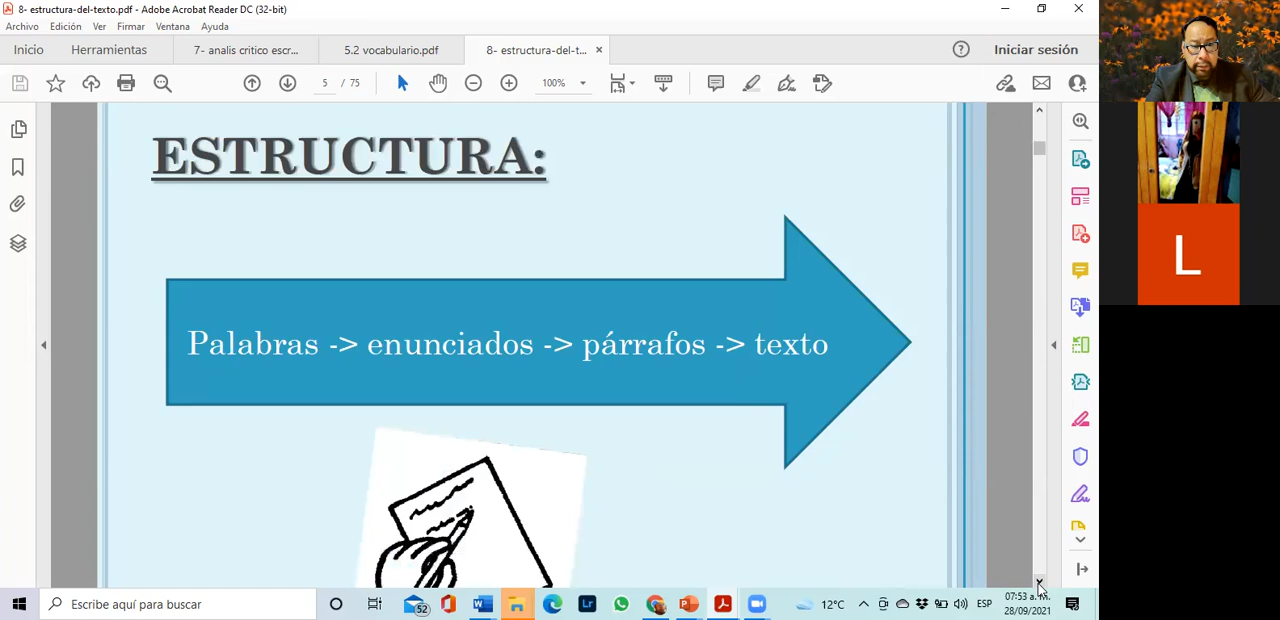 8- estructura-del-texto.pdf - Adobe Acrobat Reader DC (32-bit)
Archivo Edición Ver Firmar Ventana Ayuda
Inicio Herramientas 7- analis critico escr... 5.2 vocabulario.pdf 8- estructura-del-t... × Iniciar sesión
5 / 75 100%
ESTRUCTURA:
Palabras -> enunciados -> párrafos -> texto
L
Escribe aquí para buscar
52
12°C
ESP
07:53 a. m.
28/09/2021